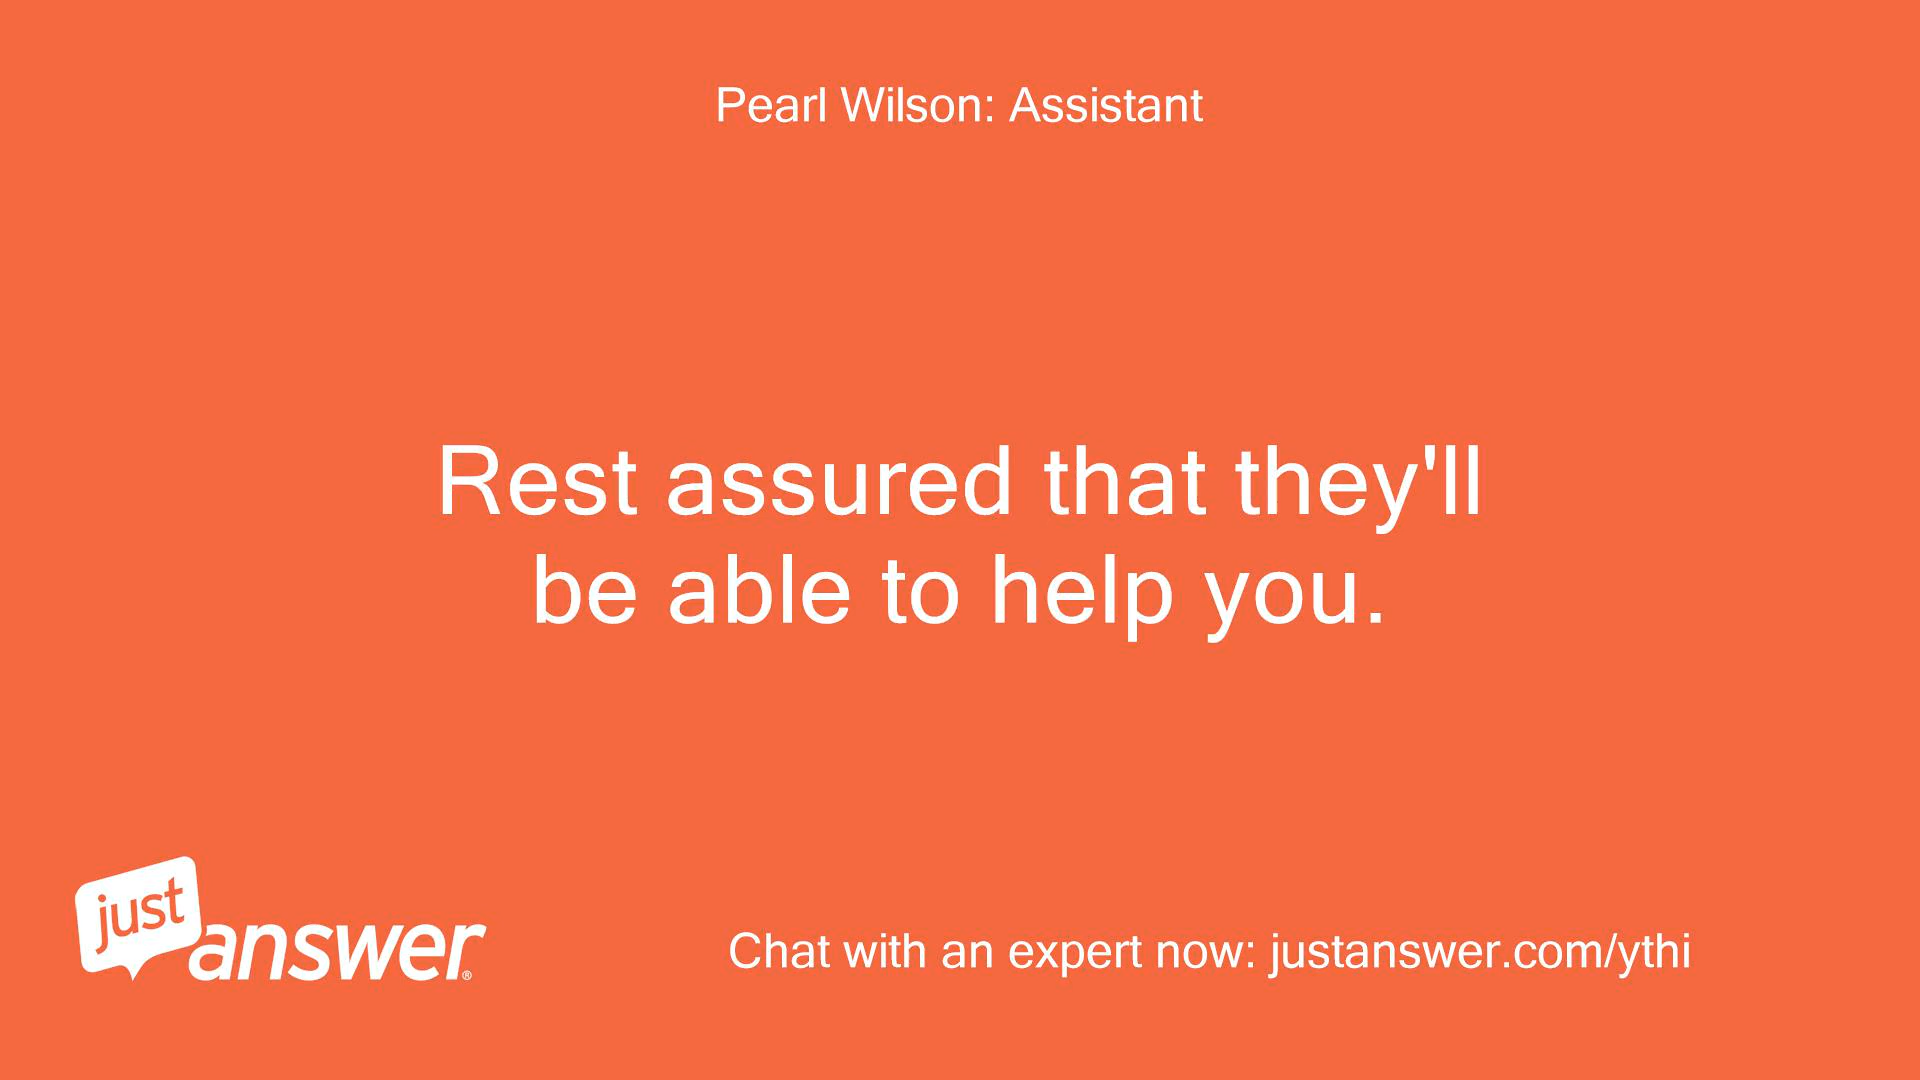 Pearl Wilson: Assistant
Rest assured that they'll
be able to help you.
just
answer®
Chat with an expert now: justanswer.com/ythi